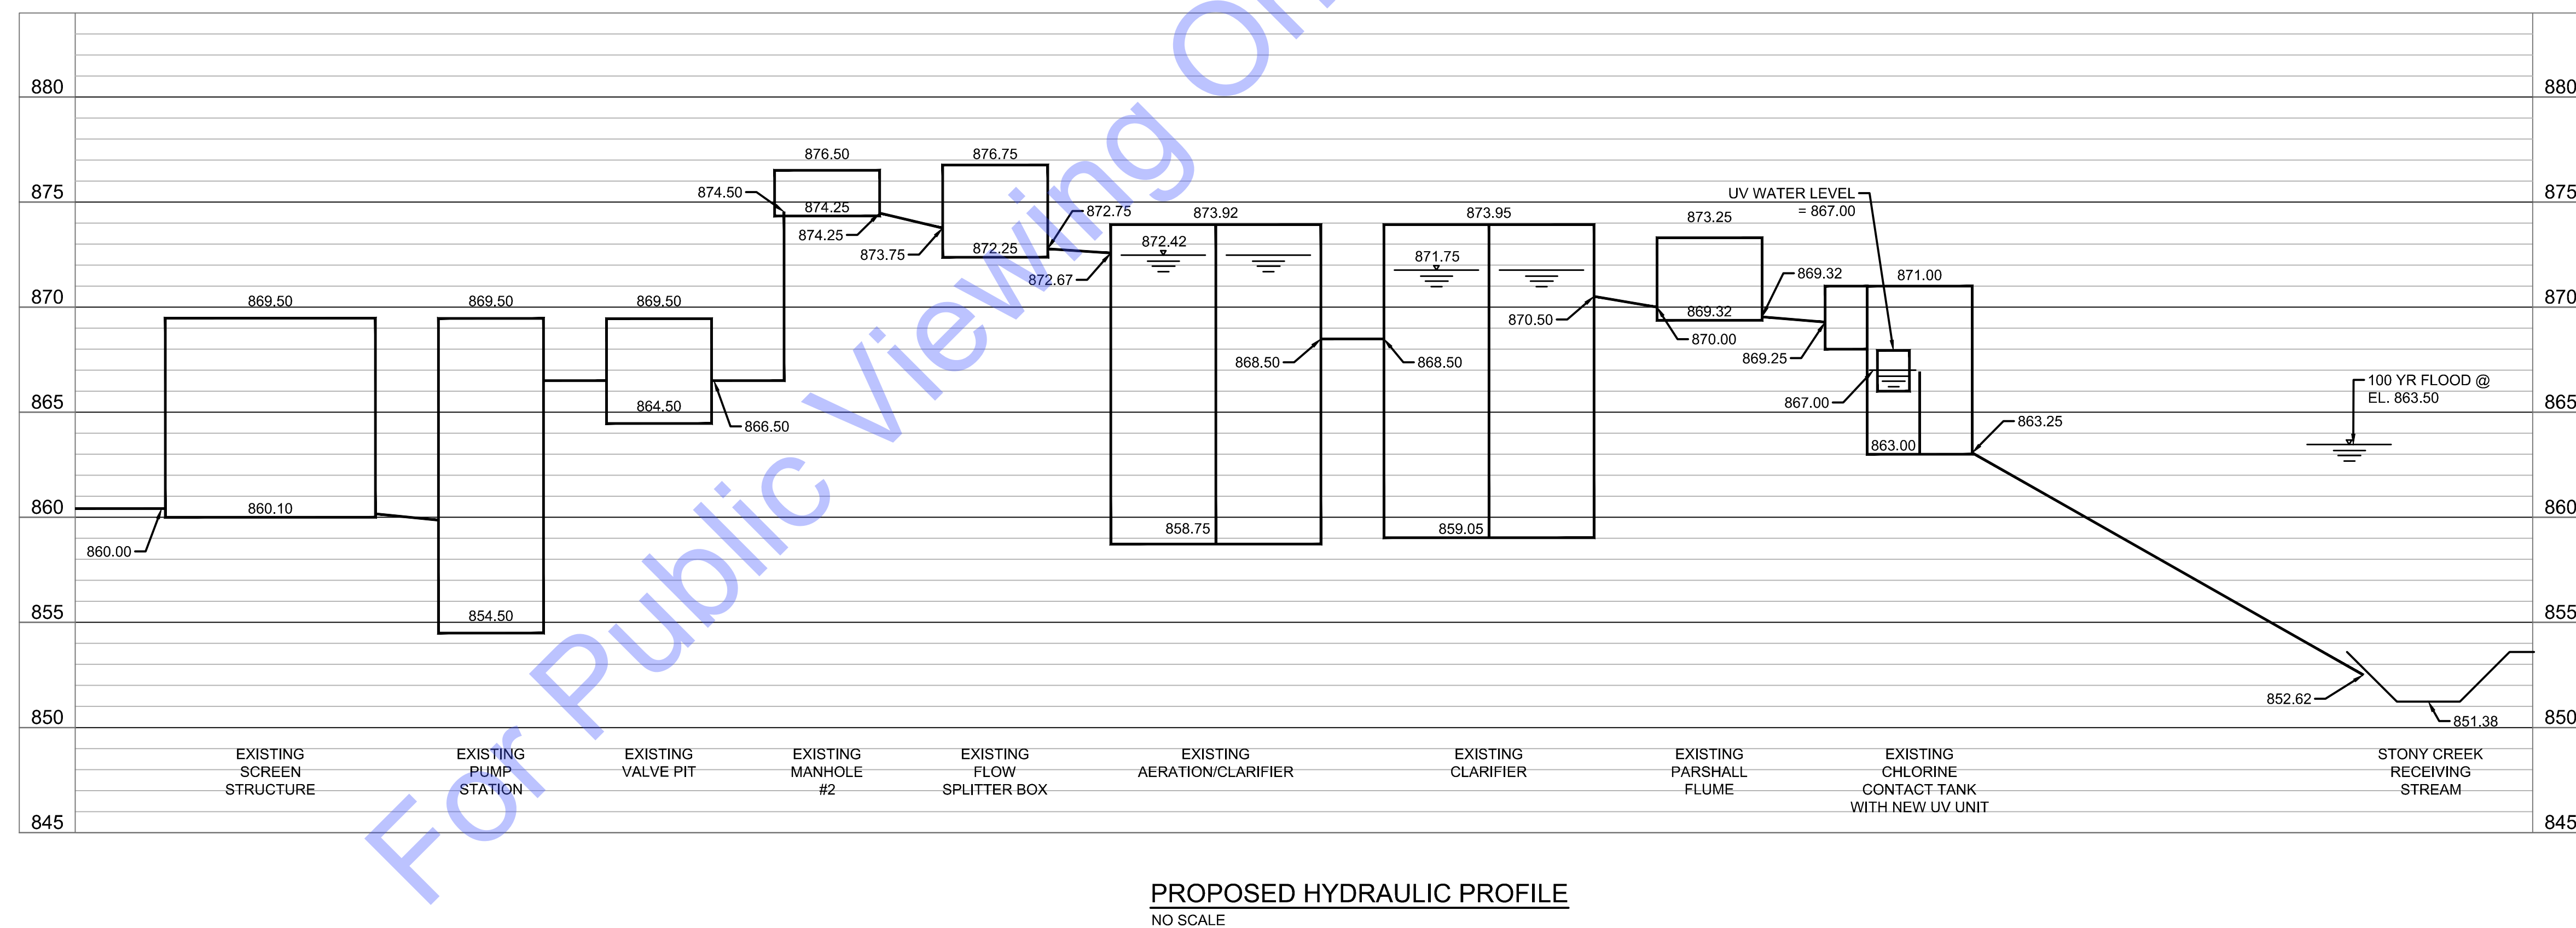 880
875
870
865
860
855
850
845
880
875
870
865
860
855
850
845
869.50
860.10
860.00
869.50
854.50
869.50
864.50
866.50
874.50
876.50
874.25
874.25
873.75
876.75
872.25
872.75
872.67
873.92
872.42
858.75
868.50
868.50
873.95
871.75
859.05
870.50
873.25
869.32
870.00
869.32
869.25
UV WATER LEVEL
= 867.00
871.00
867.00
863.00
863.25
100 YR FLOOD @
EL. 863.50
852.62
851.38
EXISTING
SCREEN
STRUCTURE
EXISTING
PUMP
STATION
EXISTING
VALVE PIT
EXISTING
MANHOLE
#2
EXISTING
FLOW
SPLITTER BOX
EXISTING
AERATION/CLARIFIER
EXISTING
CLARIFIER
EXISTING
PARSHALL
FLUME
EXISTING
CHLORINE
CONTACT TANK
WITH NEW UV UNIT
STONY CREEK
RECEIVING
STREAM
PROPOSED HYDRAULIC PROFILE
NO SCALE
For Public Viewing On